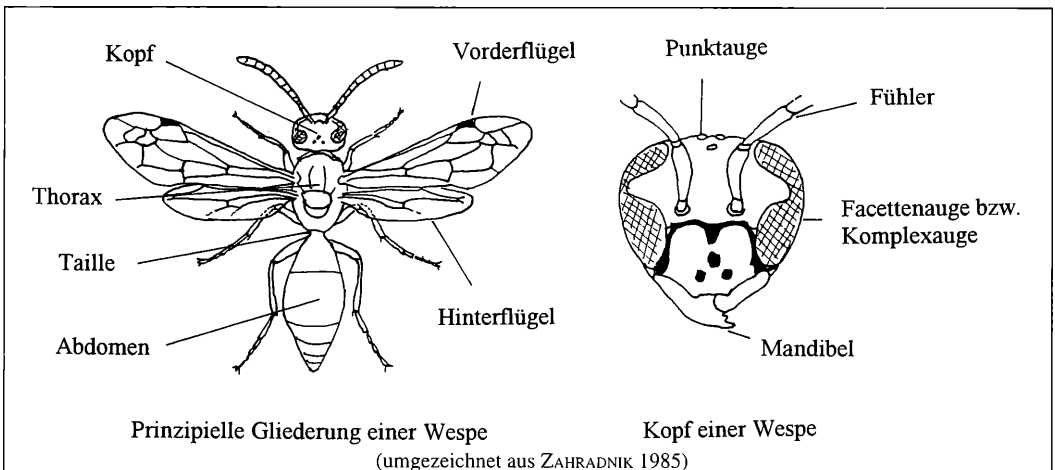 Kopf
Vorderflügel
Thorax
Taille
Abdomen
Hinterflügel
Punktauge
Fühler
Facettenauge bzw.
Komplexauge
Mandibel
Prinzipielle Gliederung einer Wespe
Kopf einer Wespe
(umgezeichnet aus ZAHRADNIK 1985)